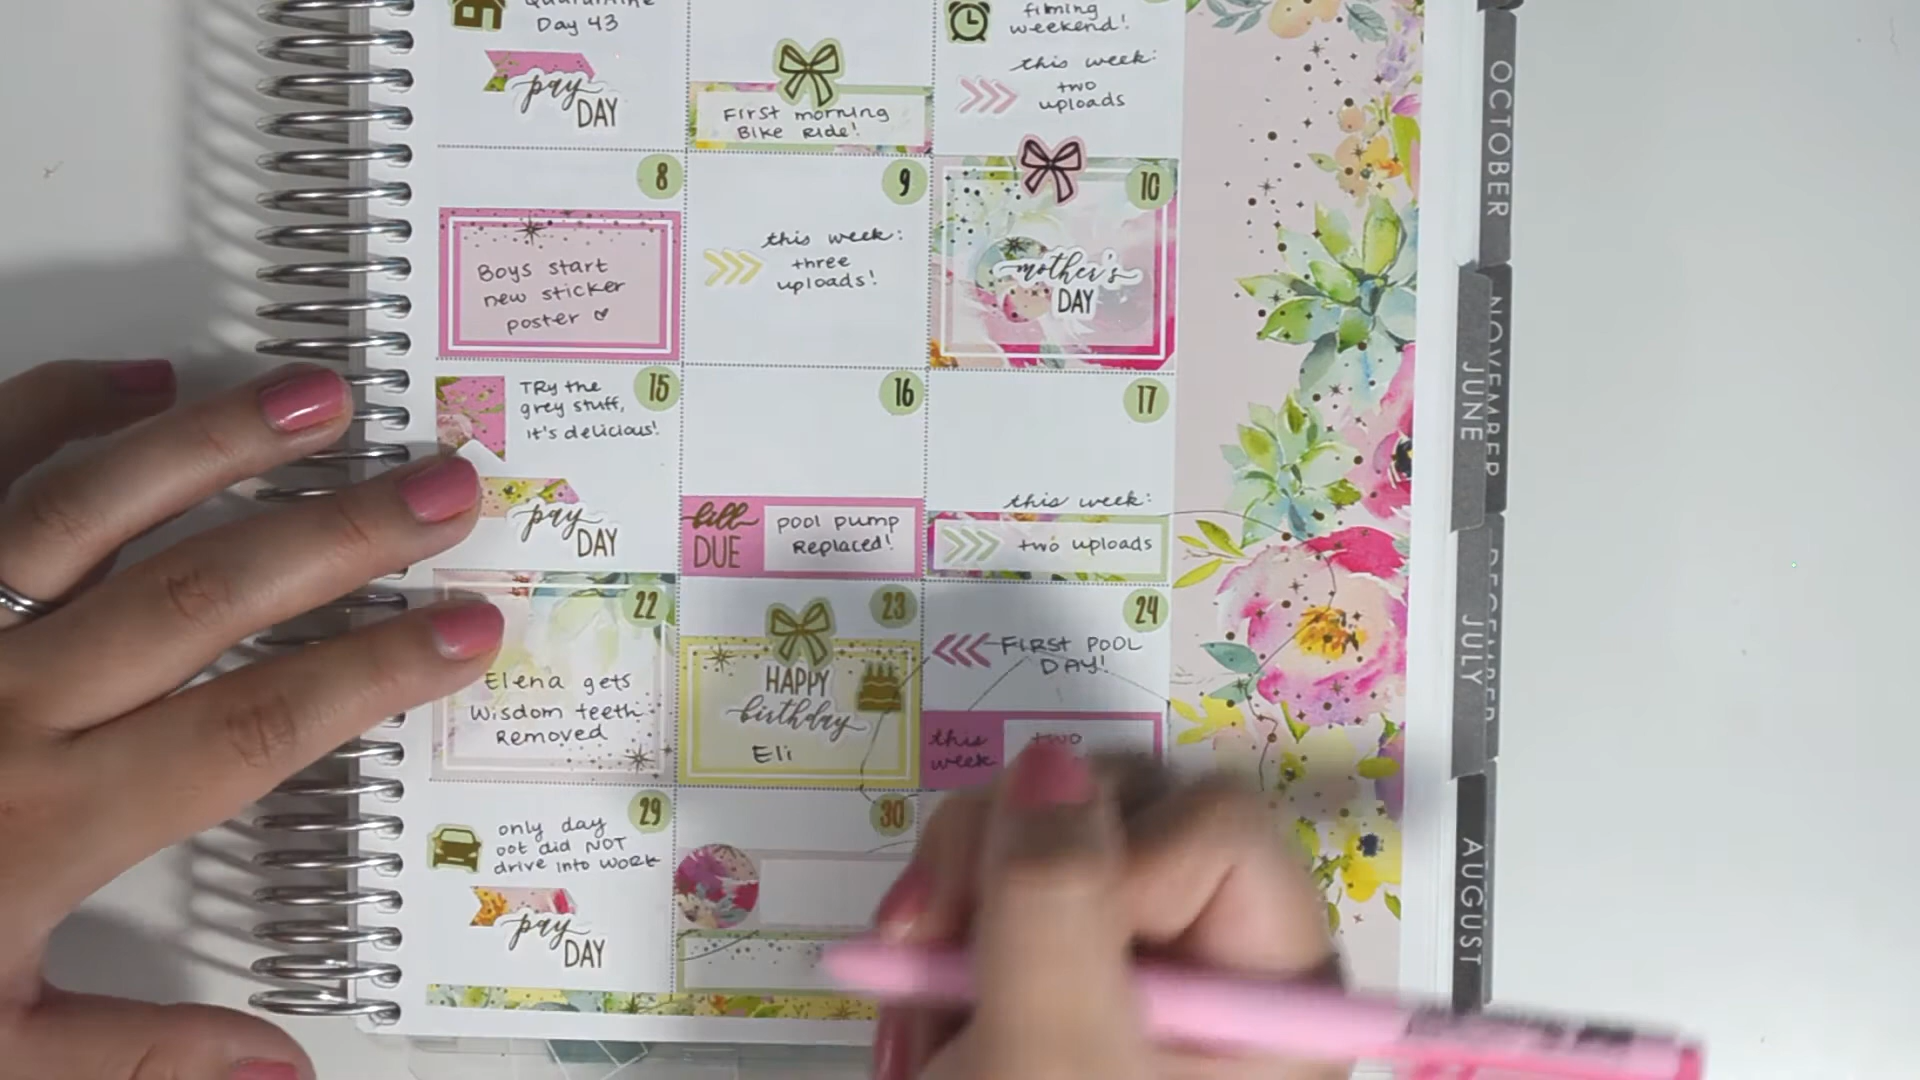 Day 43
pay
DAY
First morning
Bike Ride!
filming
weekend!
this week:
two
uploads
8
9
10
Boys start
new sticker
poster
this week:
three
uploads!
mother's
DAY
15
16
17
TRy the
grey stuff,
it's delicious!
pay
DAY
bill
DUE
pool pump
Replaced!
this week:
two uploads
22
23
24
Elena gets
Wisdom teeth
Removed
HAPPY
birthday
Eli
FIRST POOL
DAY!
this
week
two
29
30
only day
did NOT
drive into WORK
pay
DAY
OCTOBER
NOVEMBER
JUNE
DECEMBER
JULY
AUGUST